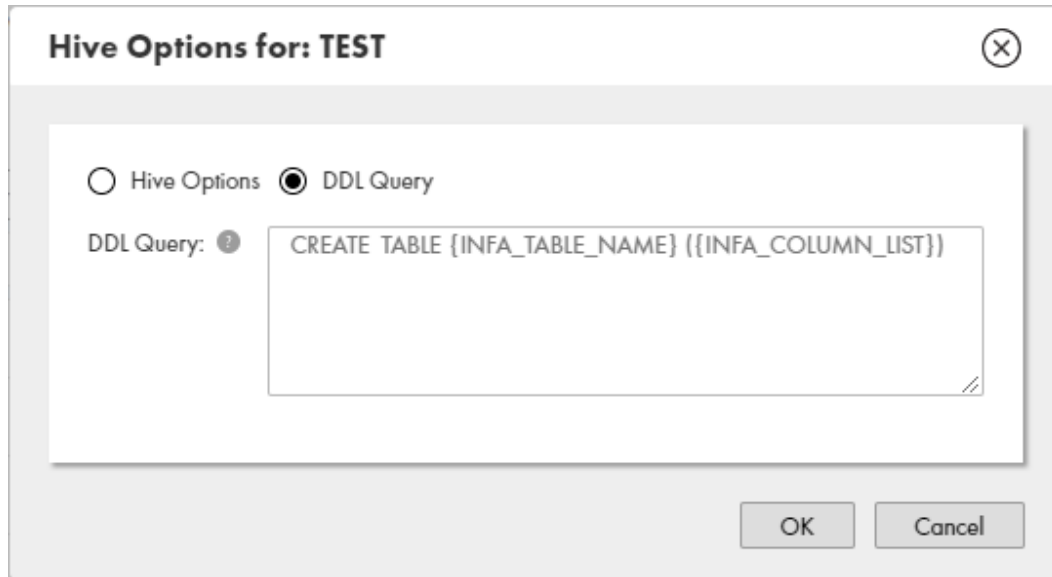 Hive Options for: TEST
Hive Options DDL Query
DDL Query: ?
CREATE TABLE {INFA_TABLE_NAME} ({INFA_COLUMN_LIST})
OK Cancel